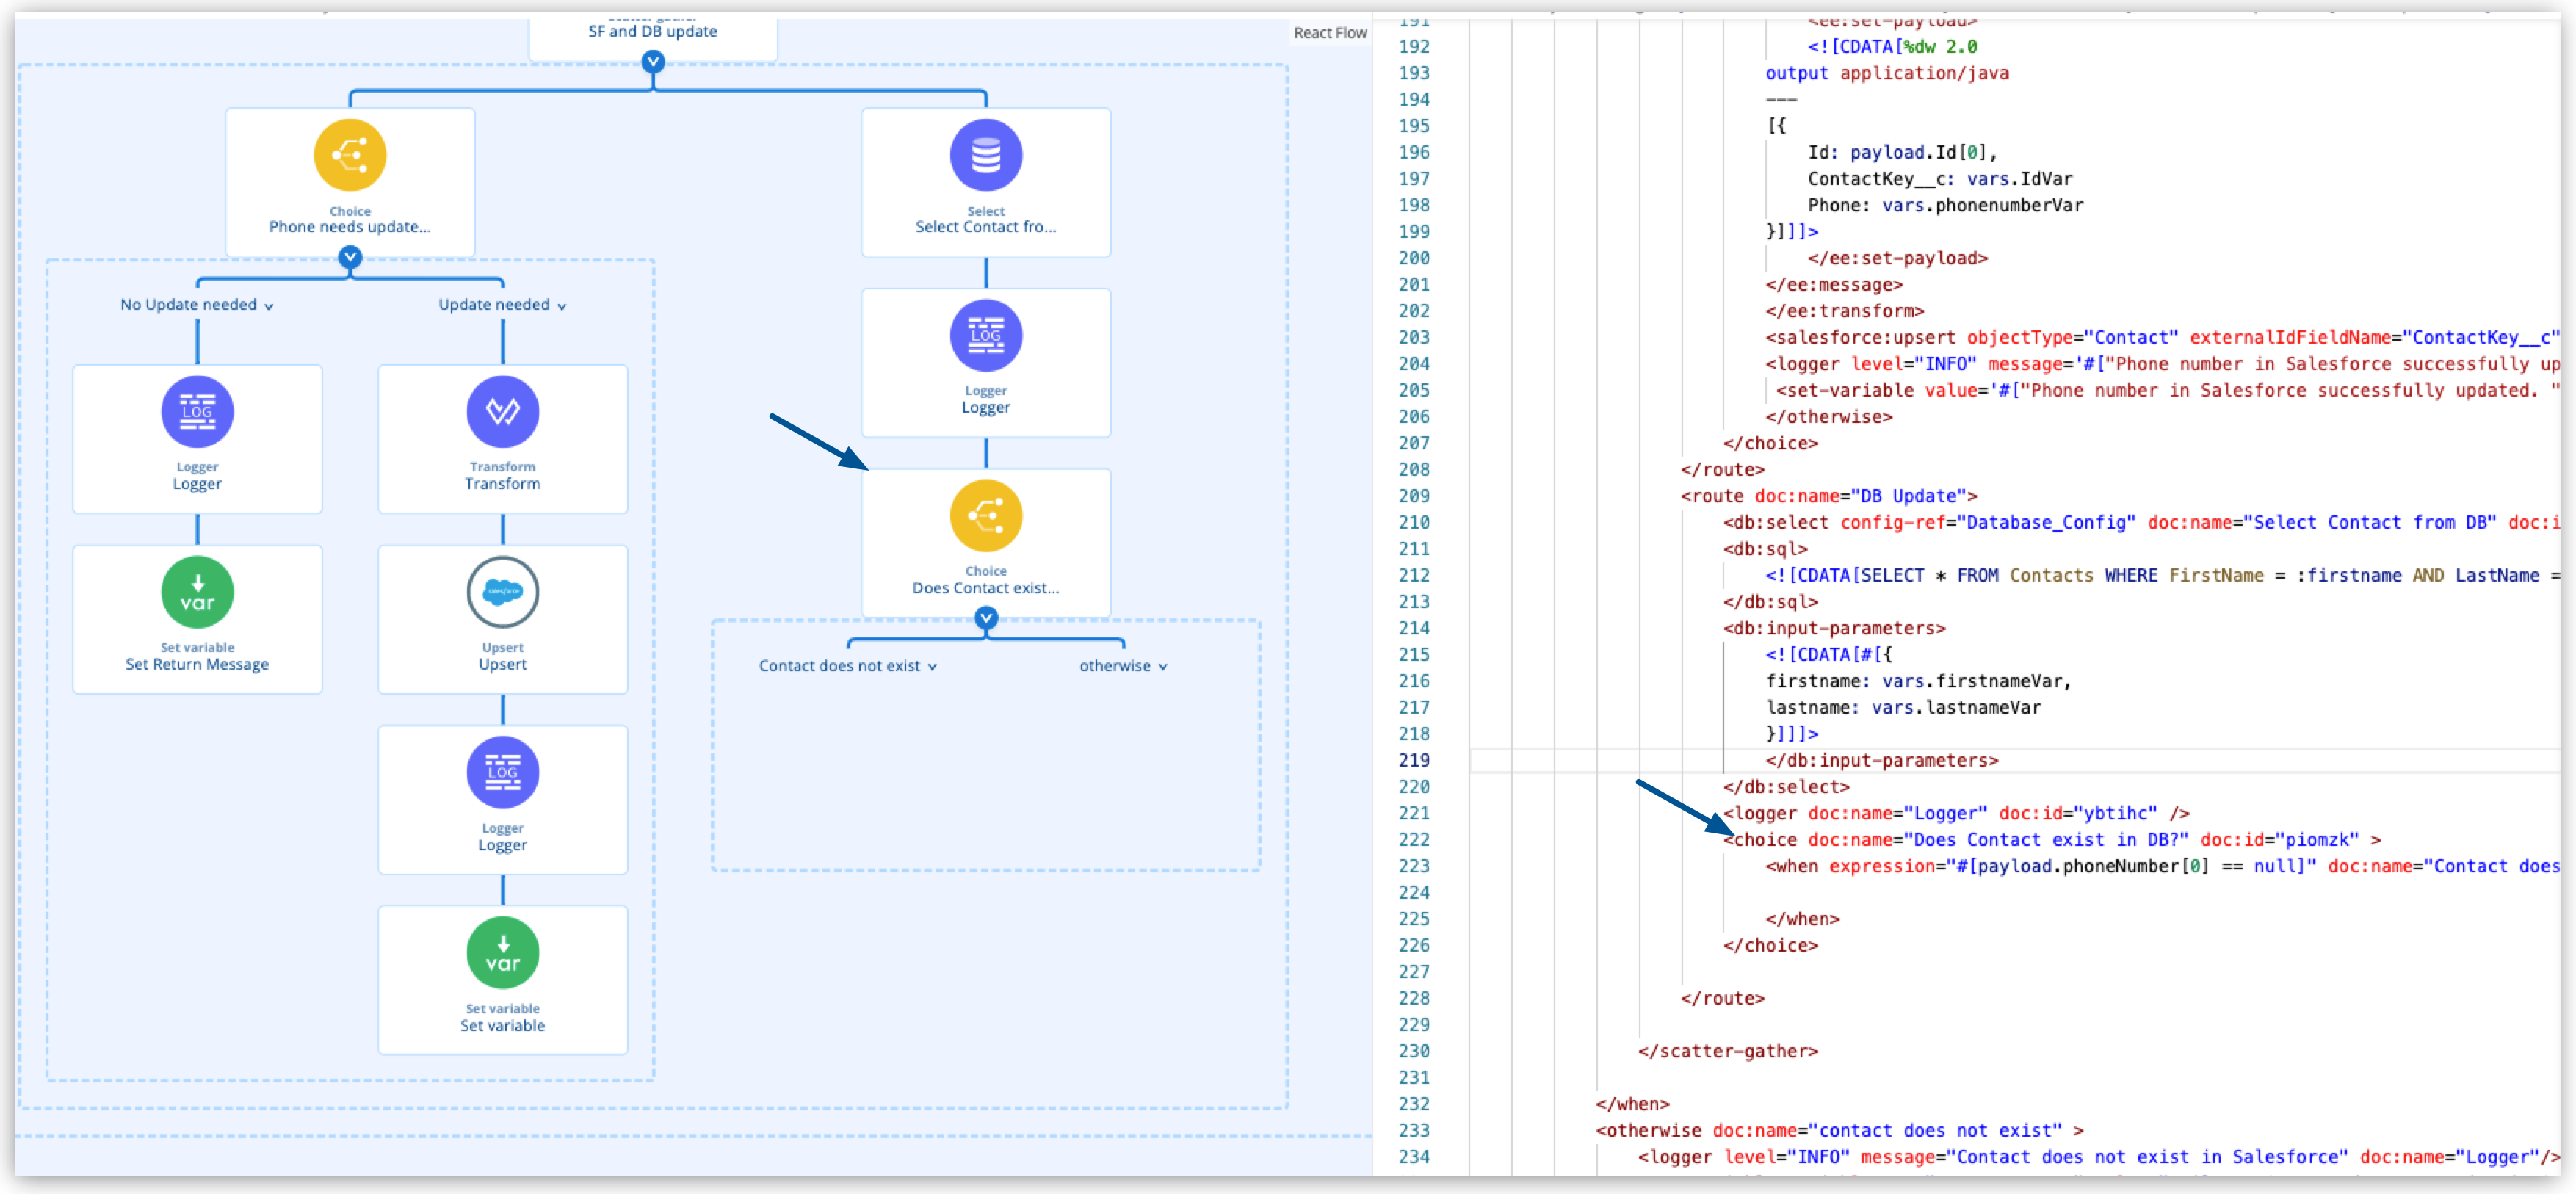 SF and DB update
React Flow
Choice
Phone needs update...
Select
Select Contact fro...
No Update needed
Update needed
Logger
Logger
LOG
LOG
Logger
Logger
Transform
Transform
Choice
Does Contact exist...
var
salesforce
Set variable
Set Return Message
Upsert
Upsert
Contact does not exist
otherwise
LOG
Logger
Logger
var
Set variable
Set variable
191 <ee:set-payload>
192 <![CDATA[%dw 2.0
193 output application/java
194 ---
195 [{
196 Id: payload.Id[0],
197 ContactKey__c: vars.IdVar
198 Phone: vars.phonenumberVar
199 }]]]>
200 </ee:set-payload>
201 </ee:message>
202 </ee:transform>
203 <salesforce:upsert objectType="Contact" externalIdFieldName="ContactKey__c"
204 <logger level="INFO" message='#["Phone number in Salesforce successfully up
205 <set-variable value='#["Phone number in Salesforce successfully updated. "
206 </otherwise>
207 </choice>
208 </route>
209 <route doc:name="DB Update">
210 <db:select config-ref="Database_Config" doc:name="Select Contact from DB" doc:i
211 <db:sql>
212 <![CDATA[SELECT * FROM Contacts WHERE FirstName = :firstname AND LastName =
213 </db:sql>
214 <db:input-parameters>
215 <![CDATA[#[{
216 firstname: vars.firstnameVar,
217 lastname: vars.lastnameVar
218 }]]]>
219 </db:input-parameters>
220 </db:select>
221 <logger doc:name="Logger" doc:id="ybtihc" />
222 <choice doc:name="Does Contact exist in DB?" doc:id="piomzk" >
223 <when expression="#[payload.phoneNumber[0] == null]" doc:name="Contact does
224
225 </when>
226 </choice>
227
228 </route>
229
230 </scatter-gather>
231
232 </when>
233 <otherwise doc:name="contact does not exist" >
234 <logger level="INFO" message="Contact does not exist in Salesforce" doc:name="Logger"/>